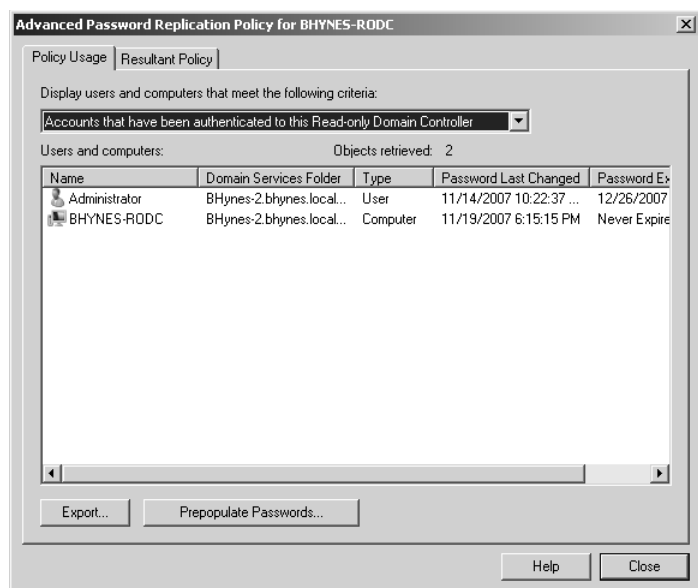 Advanced Password Replication Policy for BHYNES-RODC
Policy Usage Resultant Policy
Display users and computers that meet the following criteria:
Accounts that have been authenticated to this Read-only Domain Controller
Users and computers: Objects retrieved: 2
Name Domain Services Folder Type Password Last Changed Password Ex
Administrator BHynes-2.bhynes.local... User 11/14/2007 10:22:37 ... 12/26/2007
BHYNES-RODC BHynes-2.bhynes.local... Computer 11/19/2007 6:15:15 PM Never Expire
Export... Prepopulate Passwords...
Help Close